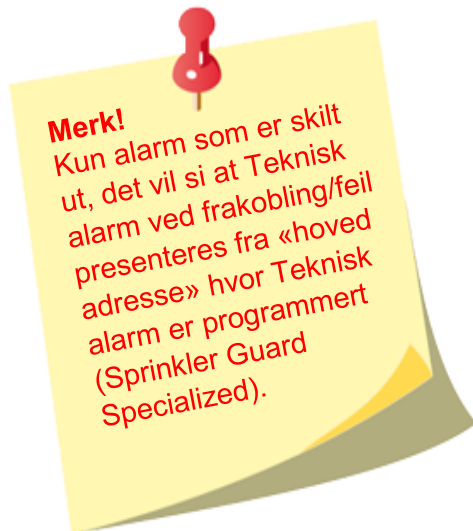 Merk!
Kun alarm som er skilt
ut, det vil si at Teknisk
alarm ved frakobling/feil
presenteres fra «hoved
adresse» hvor Teknisk
alarm er programmert
(Sprinkler Guard
Specialized).